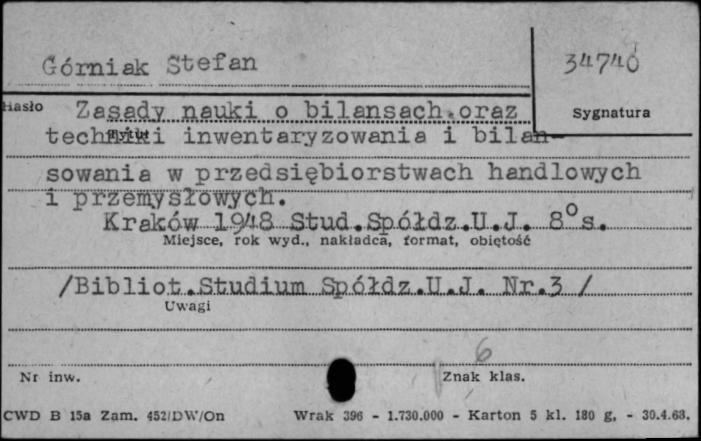 Górniak Stefan
34740
Hasło Zasady nauki o bilansach oraz
Sygnatura
techniki inwentaryzowania i bilan-
Tytuł
sowania w przedsiębiorstwach handlowych
i przemysłowych.
Kraków 1948 Stud.Spółdz.U.J. 8°s.
Miejsce, rok wyd., nakładca, format, objętość
/Bibliot.Studium Spółdz.U.J. Nr.3 /
Uwagi
6
Nr inw.
Znak klas.
CWD B 15a Zam. 452/DW/On Wrak 396 - 1.730.000 - Karton 5 kl. 180 g, - 30.4.63.